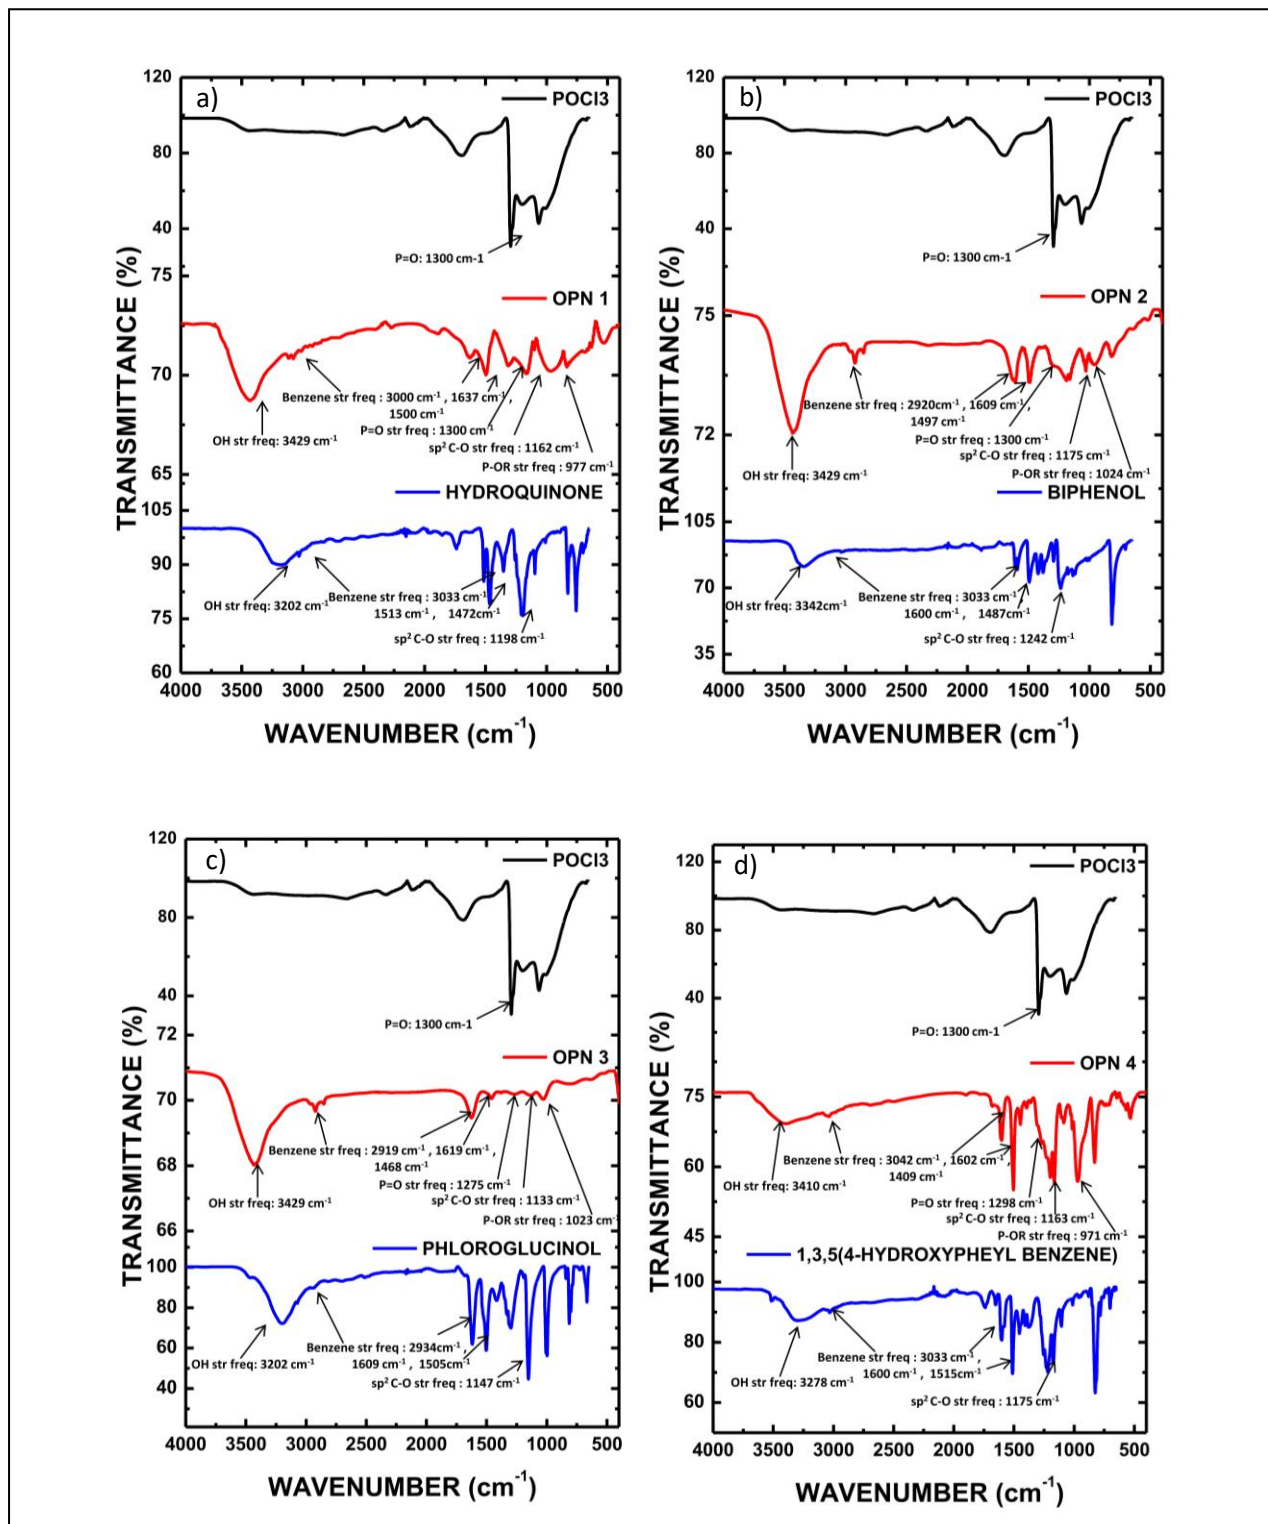 a)
120
POCl3
80
40
P=O: 1300 cm-1
75
OPN 1
70
Benzene str freq : 3000 cm⁻¹ , 1637 cm⁻¹ ,
1500 cm⁻¹
P=O str freq : 1300 cm⁻¹
OH str freq: 3429 cm⁻¹
sp² C-O str freq : 1162 cm⁻¹
P-OR str freq : 977 cm⁻¹
65
HYDROQUINONE
105
90
Benzene str freq : 3033 cm⁻¹
OH str freq: 3202 cm⁻¹
1513 cm⁻¹ , 1472cm⁻¹
75
sp² C-O str freq : 1198 cm⁻¹
60
4000 3500 3000 2500 2000 1500 1000 500
TRANSMITTANCE (%)
WAVENUMBER (cm⁻¹)
b)
120
POCl3
80
40
P=O: 1300 cm-1
OPN 2
75
Benzene str freq : 2920cm⁻¹ , 1609 cm⁻¹ ,
1497 cm⁻¹
72
P=O str freq : 1300 cm⁻¹
sp² C-O str freq : 1175 cm⁻¹
OH str freq: 3429 cm⁻¹
P-OR str freq : 1024 cm⁻¹
BIPHENOL
105
70
Benzene str freq : 3033 cm⁻¹
OH str freq: 3342cm⁻¹
1600 cm⁻¹ , 1487cm⁻¹
sp² C-O str freq : 1242 cm⁻¹
35
4000 3500 3000 2500 2000 1500 1000 500
TRANSMITTANCE (%)
WAVENUMBER (cm⁻¹)
c)
120
POCl3
80
40
P=O: 1300 cm-1
72
OPN 3
70
Benzene str freq : 2919 cm⁻¹ , 1619 cm⁻¹ ,
1468 cm⁻¹
68
P=O str freq : 1275 cm⁻¹
OH str freq: 3429 cm⁻¹
sp² C-O str freq : 1133 cm⁻¹
P-OR str freq : 1023 cm⁻¹
66
PHLOROGLUCINOL
100
80
Benzene str freq : 2934cm⁻¹ ,
OH str freq: 3202 cm⁻¹
1609 cm⁻¹ , 1505cm⁻¹
60
sp² C-O str freq : 1147 cm⁻¹
40
4000 3500 3000 2500 2000 1500 1000 500
TRANSMITTANCE (%)
WAVENUMBER (cm⁻¹)
d)
120
POCl3
80
40
P=O: 1300 cm-1
OPN 4
75
60
Benzene str freq : 3042 cm⁻¹ , 1602 cm⁻¹ ,
1409 cm⁻¹
OH str freq: 3410 cm⁻¹
P=O str freq : 1298 cm⁻¹
sp² C-O str freq : 1163 cm⁻¹
45
P-OR str freq : 971 cm⁻¹
1,3,5(4-HYDROXYPHEYL BENZENE)
100
80
Benzene str freq : 3033 cm⁻¹ ,
1600 cm⁻¹ , 1515cm⁻¹
OH str freq: 3278 cm⁻¹
sp² C-O str freq : 1175 cm⁻¹
60
4000 3500 3000 2500 2000 1500 1000 500
TRANSMITTANCE (%)
WAVENUMBER (cm⁻¹)